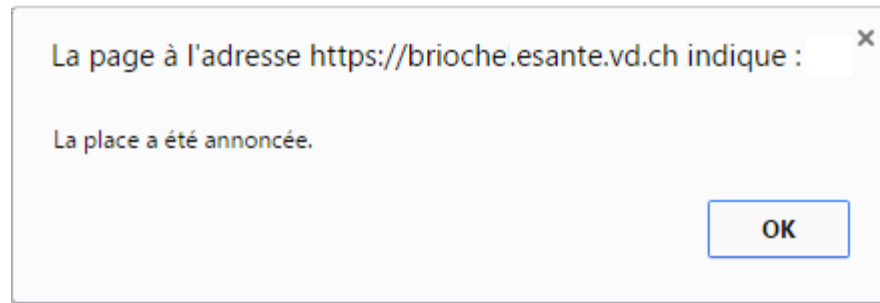 La page à l'adresse https://brioche.esante.vd.ch indique :
La place a été annoncée.
OK